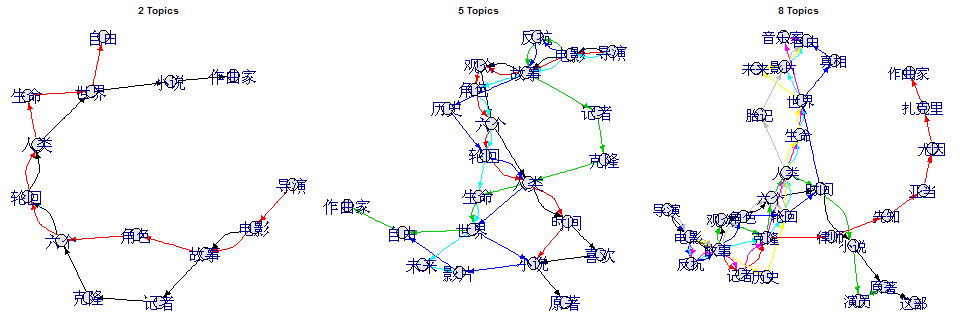 2 Topics
自由
世界
小说
作曲家
生命
人类
轮回
六个
角色
故事
电影
导演
克隆
记者
5 Topics
反抗
电影
导演
观众
故事
角色
历史
六个
记者
轮回
克隆
生命
人类
作曲家
自由
世界
时间
未来
影片
小说
喜欢
原著
8 Topics
音乐家
自由
未来
影片
真相
作曲家
世界
胎记
扎克里
生命
尤因
人类
六个
时间
亚当
导演
观众
角色
轮回
先知
电影
故事
克隆
律师
小说
反抗
记者
历史
原著
演员
这部